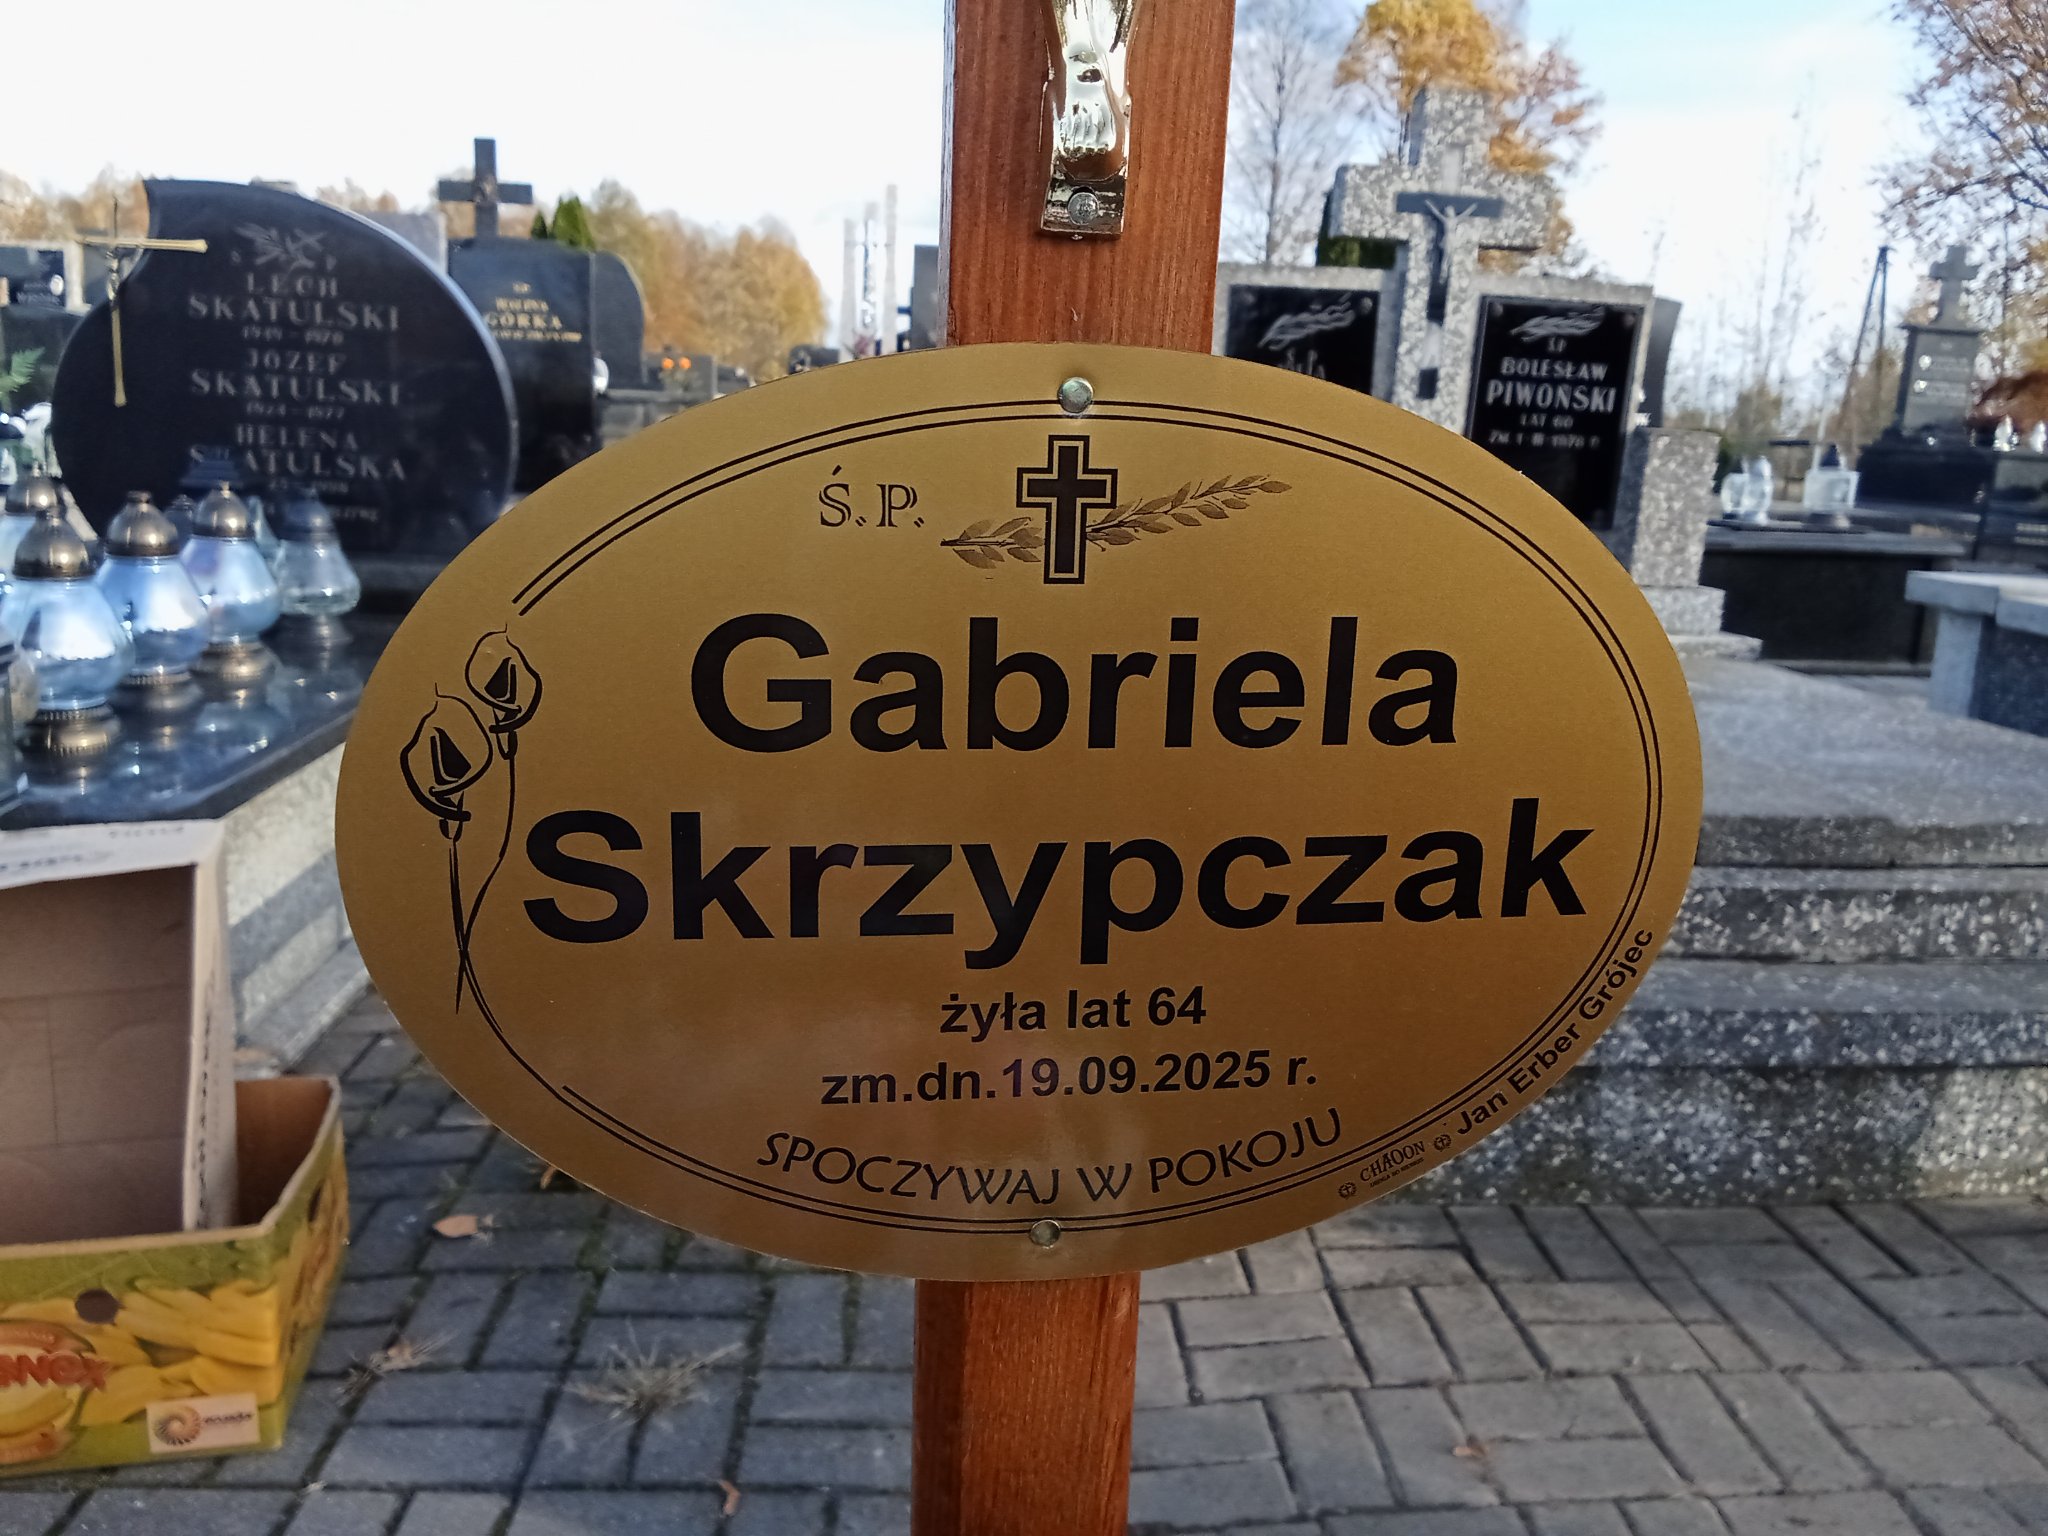 Ś.P.
Gabriela
Skrzypczak
żyła lat 64
zm.dn.19.09.2025 r.
SPOCZYWAJ W POKOJU
CHAOON
Jan Erber Grójec
LECH
SKATULSKI
JÓZEF
SKATULSKI
HELENA
GÓRKA
Ś.P
BOLESŁAW
PIWOŃSKI
LAT 60